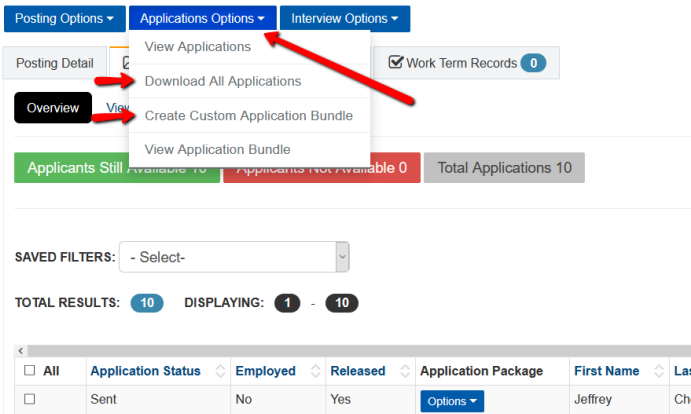 Posting Options Applications Options Interview Options
View Applications
Posting Detail Work Term Records 0
Download All Applications
Overview
Create Custom Application Bundle
View Application Bundle
Applicants Still Available 10 Applicants Not Available 0 Total Applications 10
SAVED FILTERS: - Select-
TOTAL RESULTS: 10 DISPLAYING: 1 - 10
All Application Status Employed Released Application Package First Name
Sent No Yes Options Jeffrey